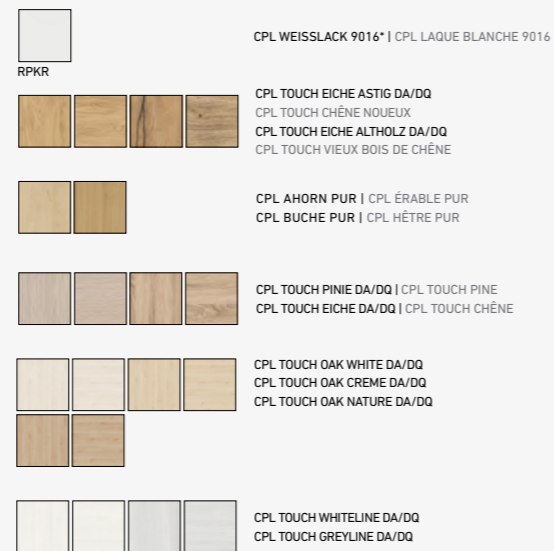 CPL WEISSLACK 9016* | CPL LAQUE BLANCHE 9016
RPKR
CPL TOUCH EICHE ASTIG DA/DQ
CPL TOUCH CHÊNE NOUEUX
CPL TOUCH EICHE ALTHOLZ DA/DQ
CPL TOUCH VIEUX BOIS DE CHÊNE
CPL AHORN PUR | CPL ÉRABLE PUR
CPL BUCHE PUR | CPL HÊTRE PUR
CPL TOUCH PINIE DA/DQ | CPL TOUCH PINE
CPL TOUCH EICHE DA/DQ | CPL TOUCH CHÊNE
CPL TOUCH OAK WHITE DA/DQ
CPL TOUCH OAK CREME DA/DQ
CPL TOUCH OAK NATURE DA/DQ
CPL TOUCH WHITELINE DA/DQ
CPL TOUCH GREYLINE DA/DQ